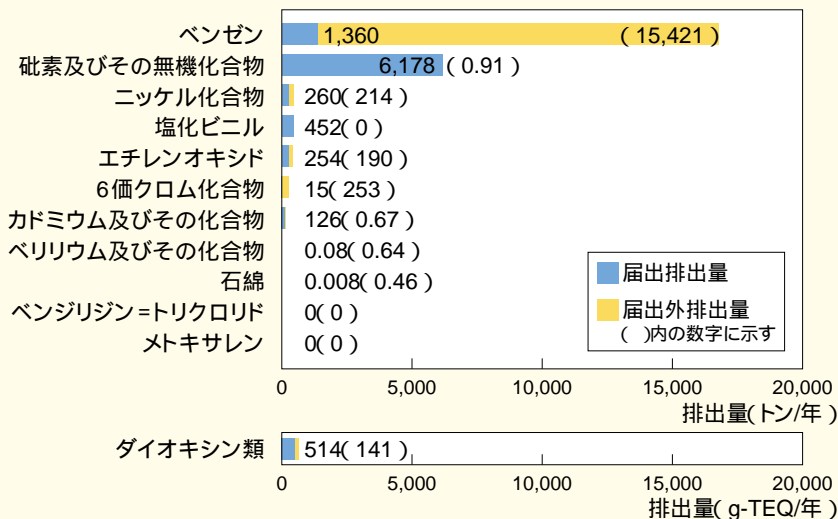 ベンゼン 1,360 (15,421)
砒素及びその無機化合物 6,178 (0.91)
ニッケル化合物 260(214)
塩化ビニル 452(0)
エチレンオキシド 254(190)
6価クロム化合物 15(253)
カドミウム及びその化合物 126(0.67)
ベリリウム及びその化合物 0.08(0.64)
石綿 0.008(0.46)
ベンジリジン=トリクロリド 0(0)
メトキサレン 0(0)
届出排出量
届出外排出量
( )内の数字に示す
0 5,000 10,000 15,000 20,000
排出量(トン/年)
ダイオキシン類 514(141)
0 5,000 10,000 15,000 20,000
排出量(g-TEQ/年)